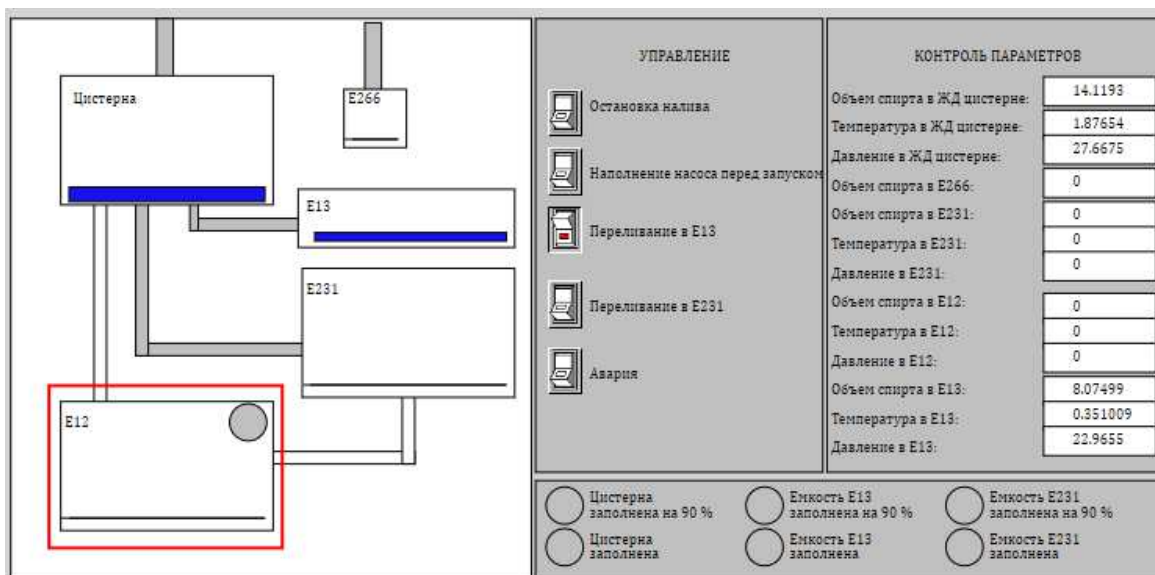 Цистерна
E266
E13
E231
E12
УПРАВЛЕНИЕ
Остановка налива
Наполнение насоса перед запуском
Переливание в E13
Переливание в E231
Авария
КОНТРОЛЬ ПАРАМЕТРОВ
Объем спирта в ЖД цистерне: 14.1193
Температура в ЖД цистерне: 1.87654
Давление в ЖД цистерне: 27.6675
Объем спирта в E266: 0
Объем спирта в E231: 0
Температура в E231: 0
Давление в E231: 0
Объем спирта в E12: 0
Температура в E12: 0
Давление в E12: 0
Объем спирта в E13: 8.07499
Температура в E13: 0.351009
Давление в E13: 22.9655
Цистерна
заполнена на 90 %
Емкость E13
заполнена на 90 %
Емкость E231
заполнена на 90 %
Цистерна
заполнена
Емкость E13
заполнена
Емкость E231
заполнена